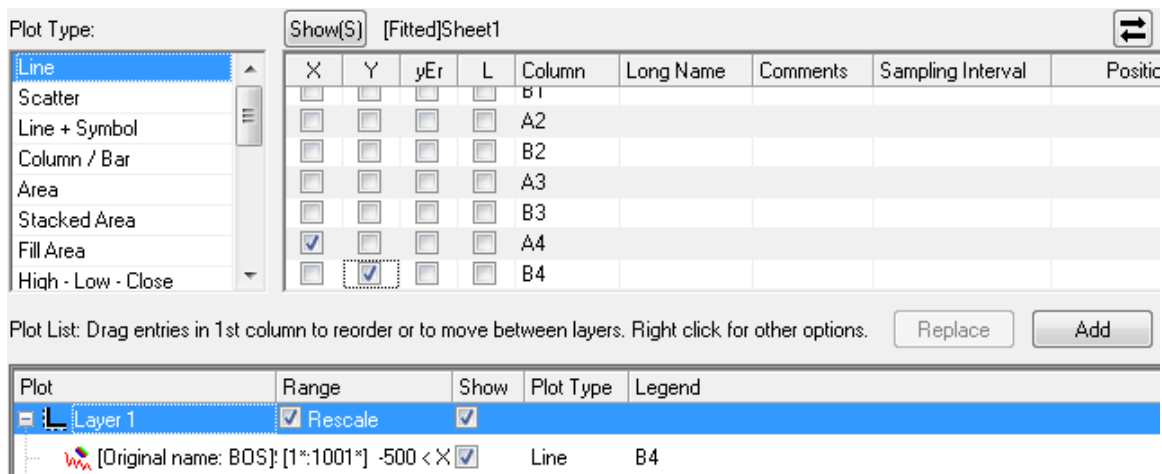 Plot Type: Show(S) [Fitted]Sheet1
Line
Scatter
Line + Symbol
Column / Bar
Area
Stacked Area
Fill Area
High - Low - Close
X Y yEr L Column Long Name Comments Sampling Interval Positic
B1
A2
B2
A3
B3
A4
B4
Plot List: Drag entries in 1st column to reorder or to move between layers. Right click for other options. Replace Add
Plot Range Show Plot Type Legend
Layer 1 Rescale
[Original name: BOS] [1*:1001*] -500 < X Line B4